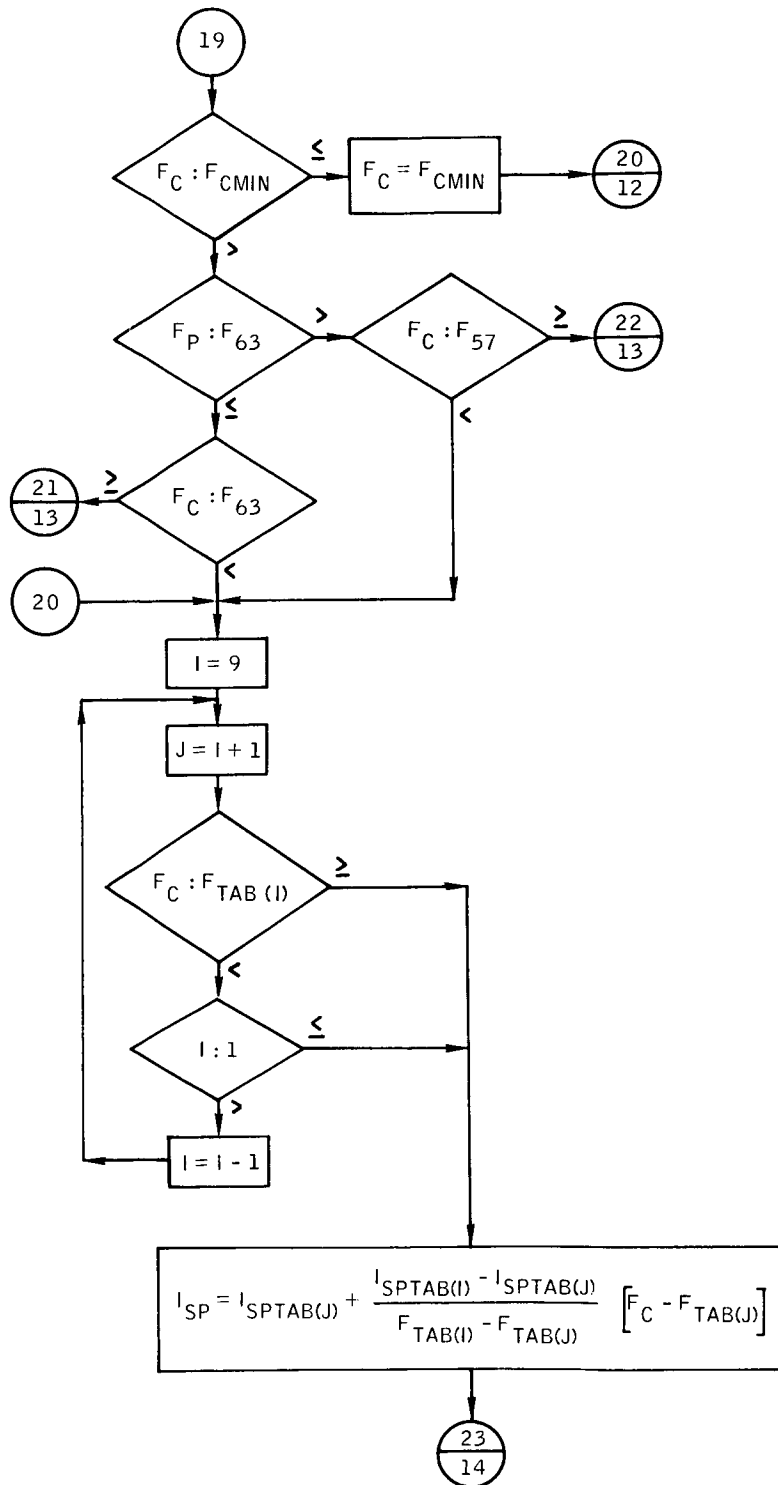 19
F_C : F_CMIN
≤
F_C = F_CMIN
20
12
>
F_P : F_63
>
F_C : F_57
≥
22
13
≤
<
21
13
≥
F_C : F_63
<
20
I = 9
J = I + 1
F_C : F_TAB (I)
≥
<
I : 1
≤
>
I = I - 1
I_SP = I_SPTAB(J) + I_SPTAB(I) - I_SPTAB(J) / F_TAB(I) - F_TAB(J) [F_C - F_TAB(J)]
23
14